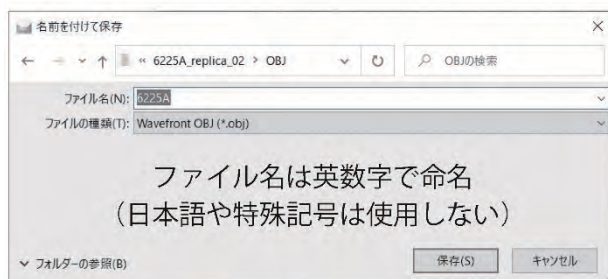 名前を付けて保存
« 6225A_replica_02 > OBJ
OBJの検索
ファイル名(N): 6225A
ファイルの種類(T): Wavefront OBJ (*.obj)
ファイル名は英数字で命名
（日本語や特殊記号は使用しない）
フォルダーの参照(B)
保存(S)
キャンセル